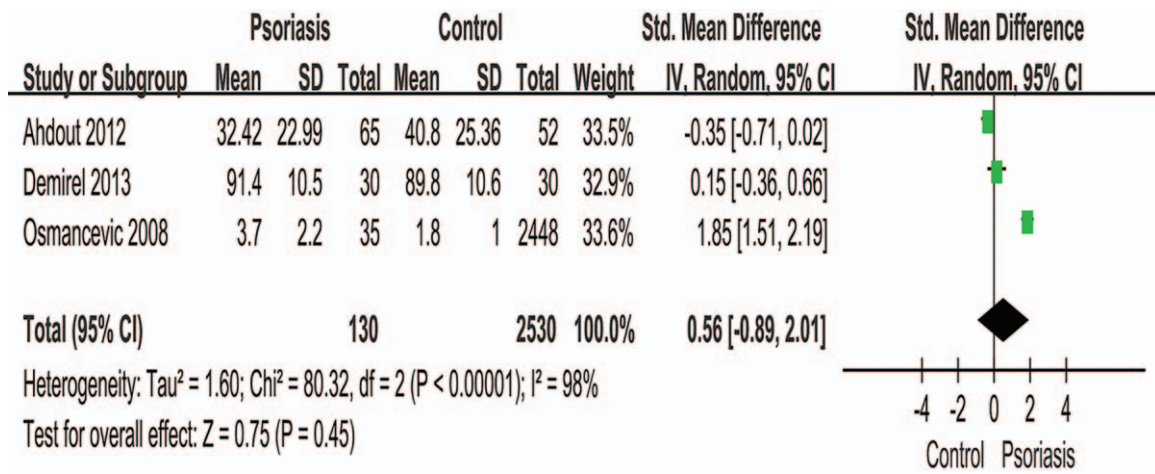 Psoriasis Control Std. Mean Difference Std. Mean Difference
Study or Subgroup Mean SD Total Mean SD Total Weight IV, Random, 95% CI IV, Random, 95% CI
Ahdout 2012 32.42 22.99 65 40.8 25.36 52 33.5% -0.35 [-0.71, 0.02]
Demirel 2013 91.4 10.5 30 89.8 10.6 30 32.9% 0.15 [-0.36, 0.66]
Osmancevic 2008 3.7 2.2 35 1.8 1 2448 33.6% 1.85 [1.51, 2.19]
Total (95% CI) 130 2530 100.0% 0.56 [-0.89, 2.01]
Heterogeneity: Tau² = 1.60; Chi² = 80.32, df = 2 (P < 0.00001); I² = 98%
Test for overall effect: Z = 0.75 (P = 0.45)
-4 -2 0 2 4
Control Psoriasis